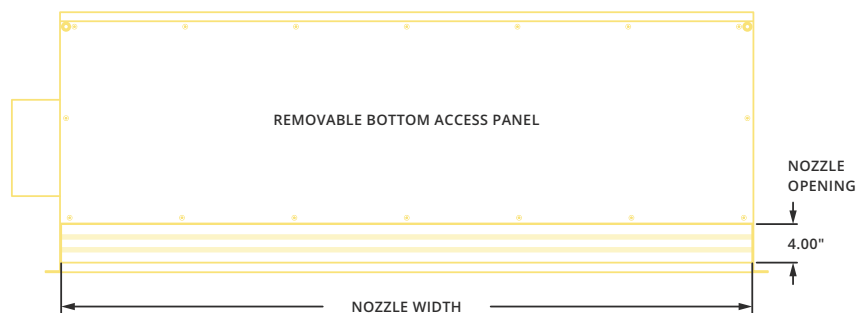 REMOVABLE BOTTOM ACCESS PANEL
NOZZLE
OPENING
4.00"
NOZZLE WIDTH